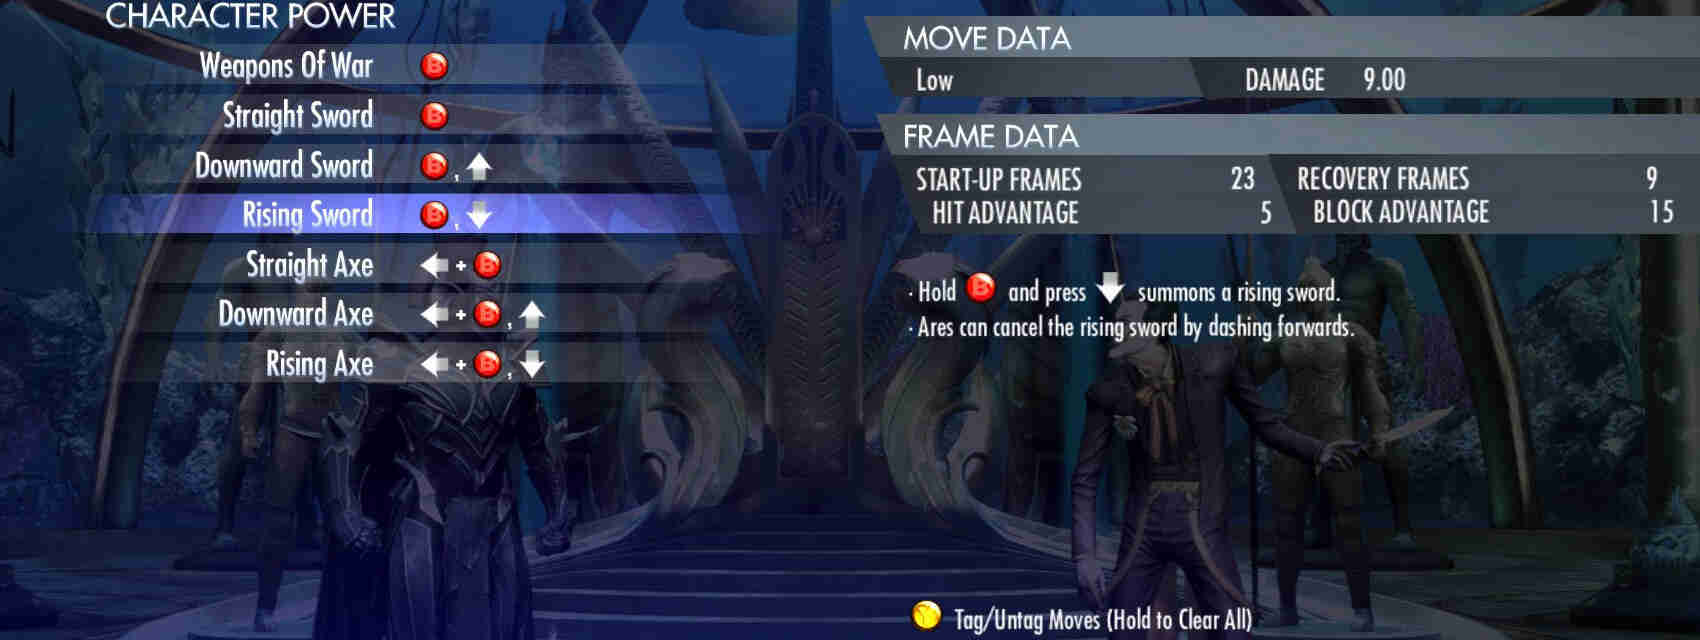 CHARACTER POWER
Weapons Of War B
Straight Sword B
Downward Sword B ,
Rising Sword B ,
Straight Axe + B
Downward Axe + B ,
Rising Axe + B ,
MOVE DATA
Low DAMAGE 9.00
FRAME DATA
START-UP FRAMES 23 RECOVERY FRAMES 9
HIT ADVANTAGE 5 BLOCK ADVANTAGE 15
· Hold B and press summons a rising sword.
· Ares can cancel the rising sword by dashing forwards.
Y Tag/Untag Moves (Hold to Clear All)